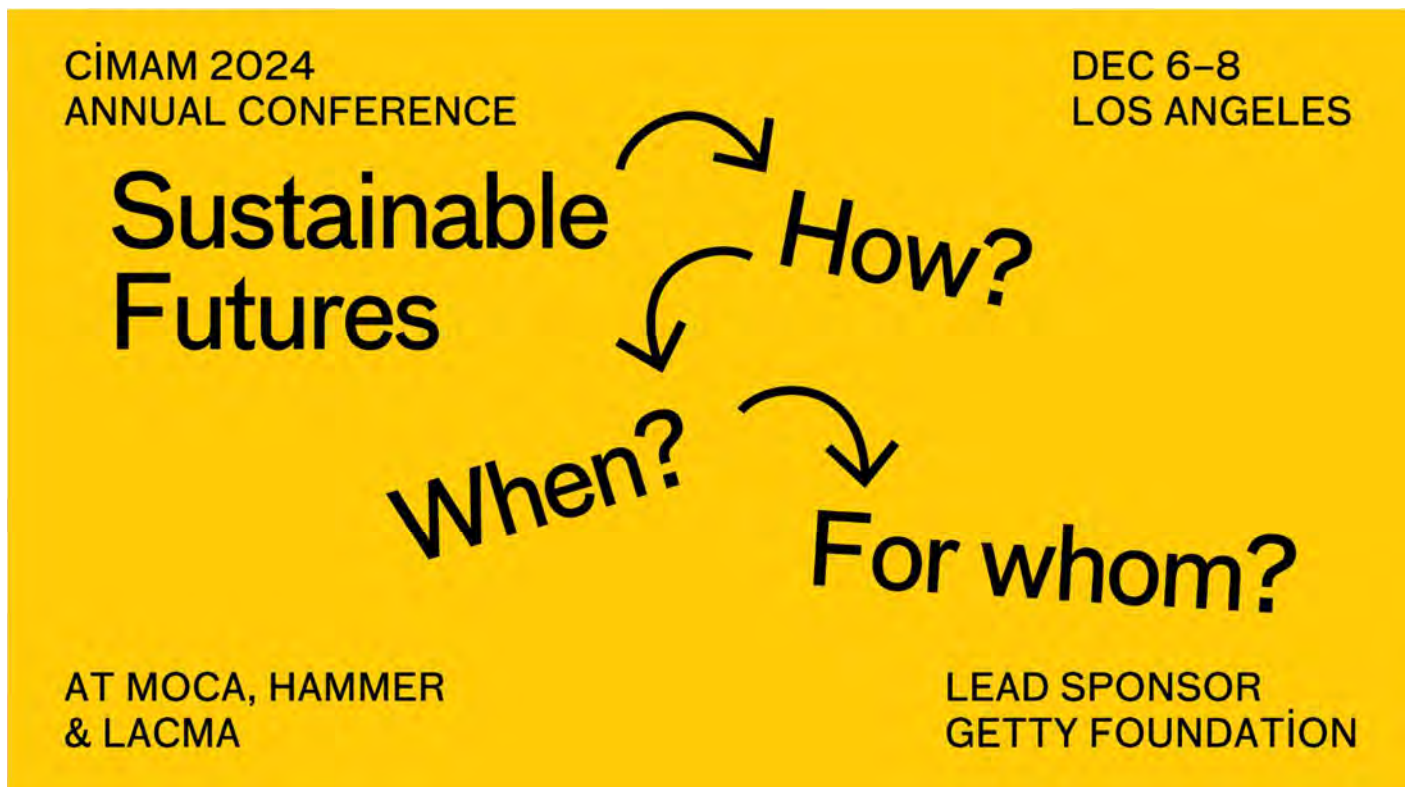 CİMAM 2024
ANNUAL CONFERENCE
DEC 6–8
LOS ANGELES
Sustainable
Futures
How?
When?
For whom?
AT MOCA, HAMMER
& LACMA
LEAD SPONSOR
GETTY FOUNDATİON